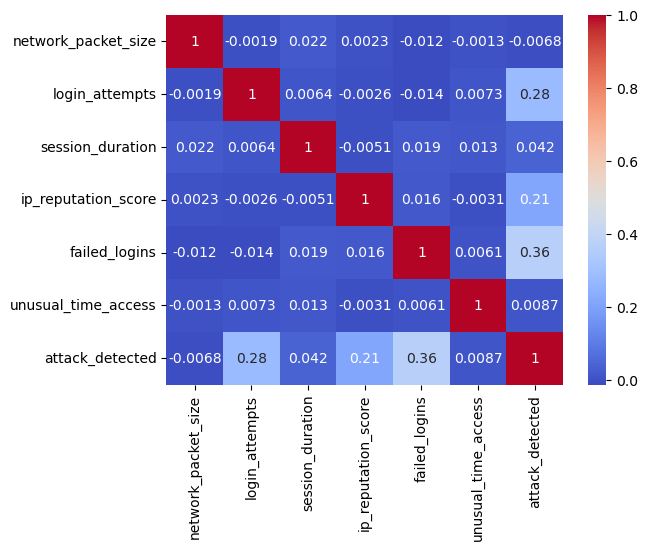 network_packet_size 1 -0.0019 0.022 0.0023 -0.012 -0.0013 -0.0068
login_attempts -0.0019 1 0.0064 -0.0026 -0.014 0.0073 0.28
session_duration 0.022 0.0064 1 -0.0051 0.019 0.013 0.042
ip_reputation_score 0.0023 -0.0026 -0.0051 1 0.016 -0.0031 0.21
failed_logins -0.012 -0.014 0.019 0.016 1 0.0061 0.36
unusual_time_access -0.0013 0.0073 0.013 -0.0031 0.0061 1 0.0087
attack_detected -0.0068 0.28 0.042 0.21 0.36 0.0087 1
network_packet_size
login_attempts
session_duration
ip_reputation_score
failed_logins
unusual_time_access
attack_detected
1.0
0.8
0.6
0.4
0.2
0.0